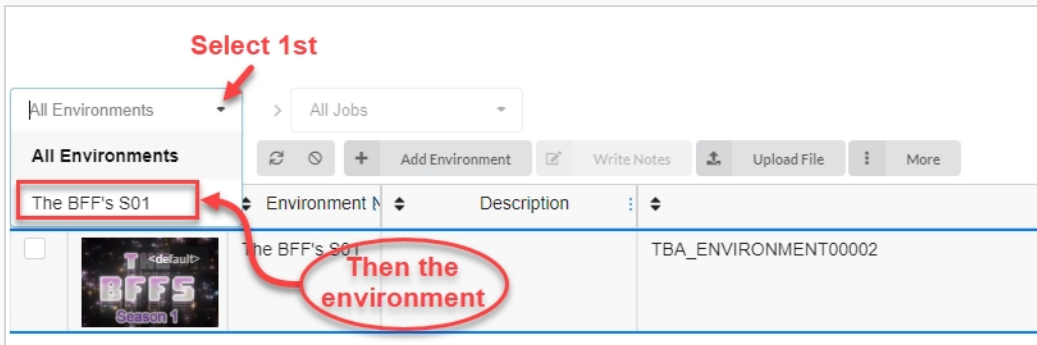 Select 1st
All Environments
> All Jobs
All Environments
Add Environment Write Notes Upload File More
The BFF's S01
Environment N Description
The BFF's S01 TBA_ENVIRONMENT00002
<default>
BFFS
Season 1
Then the
environment